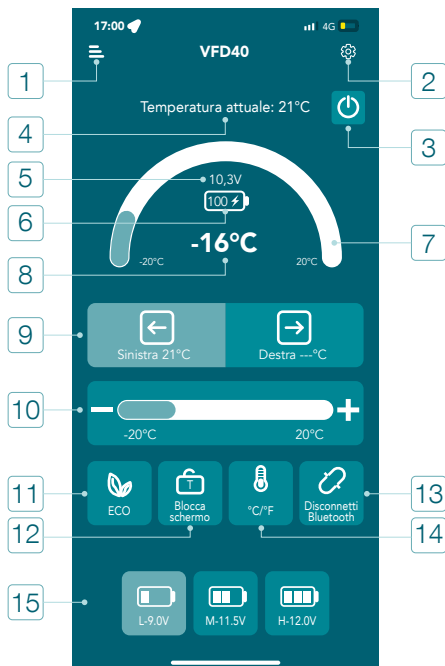 17:00
4G
VFD40
1
2
Temperatura attuale: 21°C
4
3
5
10,3V
6
100
7
-16°C
8
-20°C
20°C
9
Sinistra 21°C
Destra ---°C
10
-20°C
20°C
11
ECO
T
Blocca
schermo
°C/°F
Disconnetti
Bluetooth
13
12
14
15
L-9.0V
M-11.5V
H-12.0V